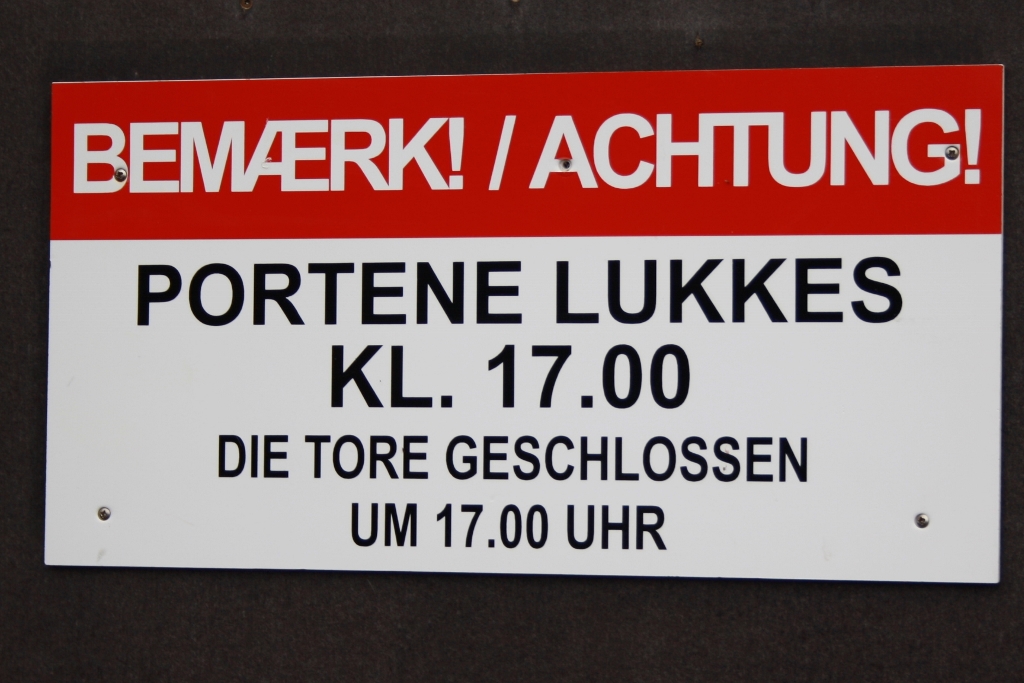 BEMÆRK! / ACHTUNG!
PORTENE LUKKES
KL. 17.00
DIE TORE GESCHLOSSEN
UM 17.00 UHR